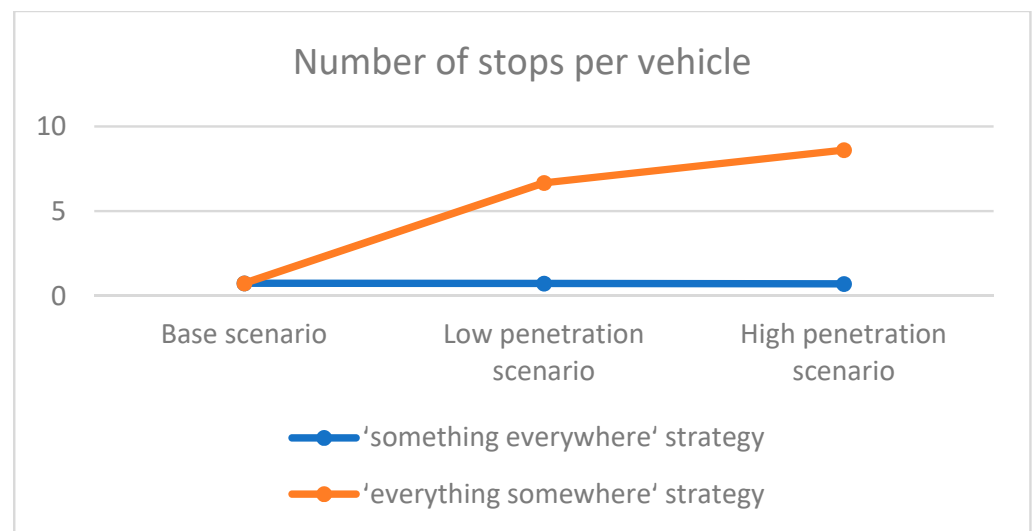 Number of stops per vehicle
10
5
0
Base scenario
Low penetration
scenario
High penetration
scenario
‘something everywhere‘ strategy
‘everything somewhere‘ strategy